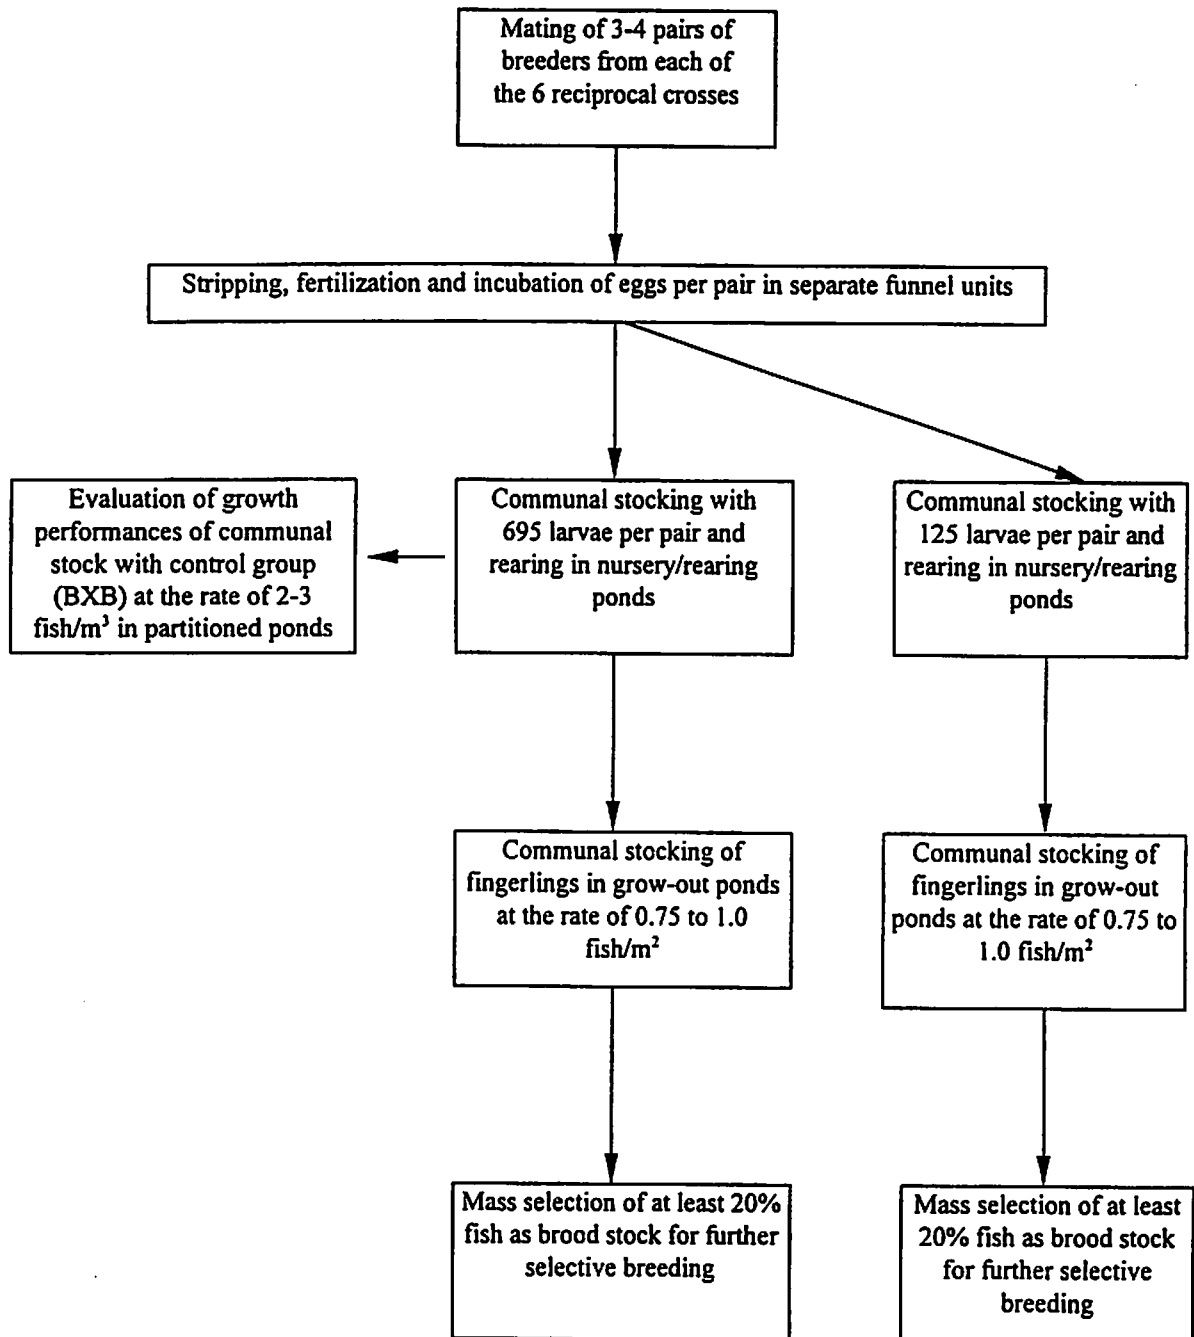 Mating of 3-4 pairs of
breeders from each of
the 6 reciprocal crosses
Stripping, fertilization and incubation of eggs per pair in separate funnel units
Evaluation of growth
performances of communal
stock with control group
(BXB) at the rate of 2-3
fish/m³ in partitioned ponds
Communal stocking with
695 larvae per pair and
rearing in nursery/rearing
ponds
Communal stocking with
125 larvae per pair and
rearing in nursery/rearing
ponds
Communal stocking of
fingerlings in grow-out ponds
at the rate of 0.75 to 1.0
fish/m²
Communal stocking of
fingerlings in grow-out
ponds at the rate of 0.75 to
1.0 fish/m²
Mass selection of at least 20%
fish as brood stock for further
selective breeding
Mass selection of at least
20% fish as brood stock
for further selective
breeding